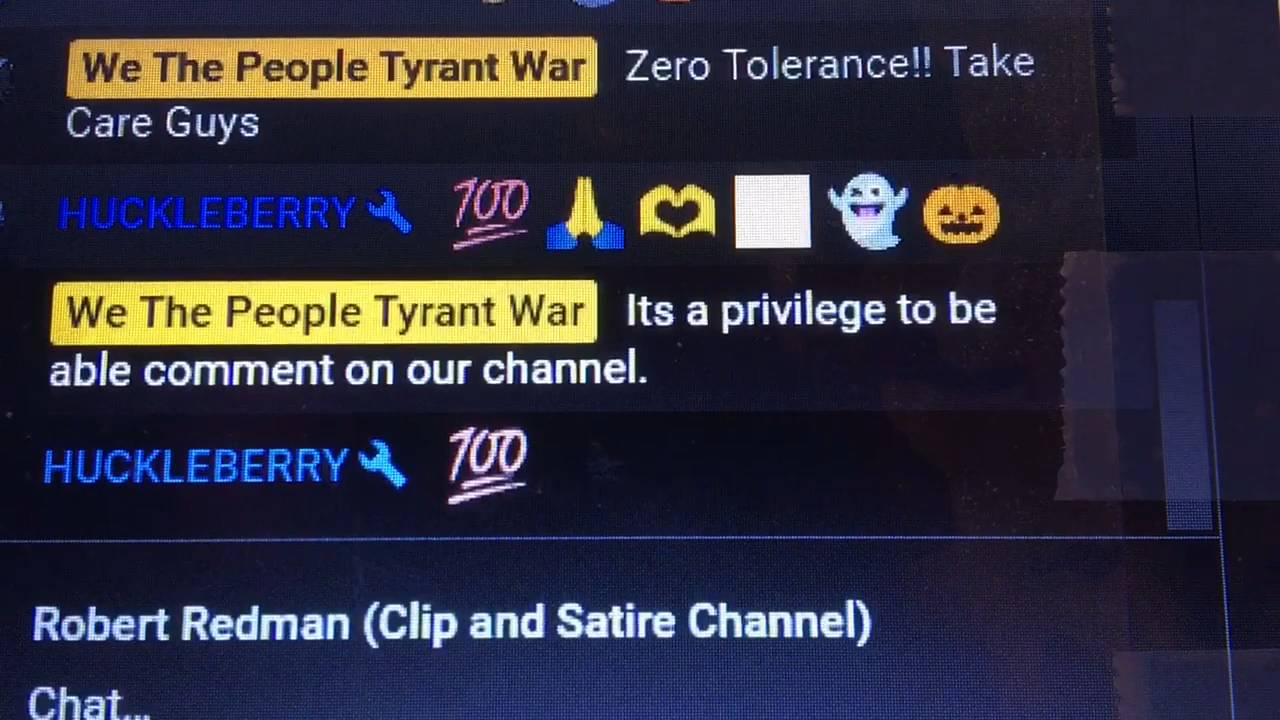 We The People Tyrant War Zero Tolerance!! Take
Care Guys
HUCKLEBERRY🔧 💯 🙏 🫶 ⬜ 👻 🎃
We The People Tyrant War Its a privilege to be
able comment on our channel.
HUCKLEBERRY🔧 💯
Robert Redman (Clip and Satire Channel)
Chat...